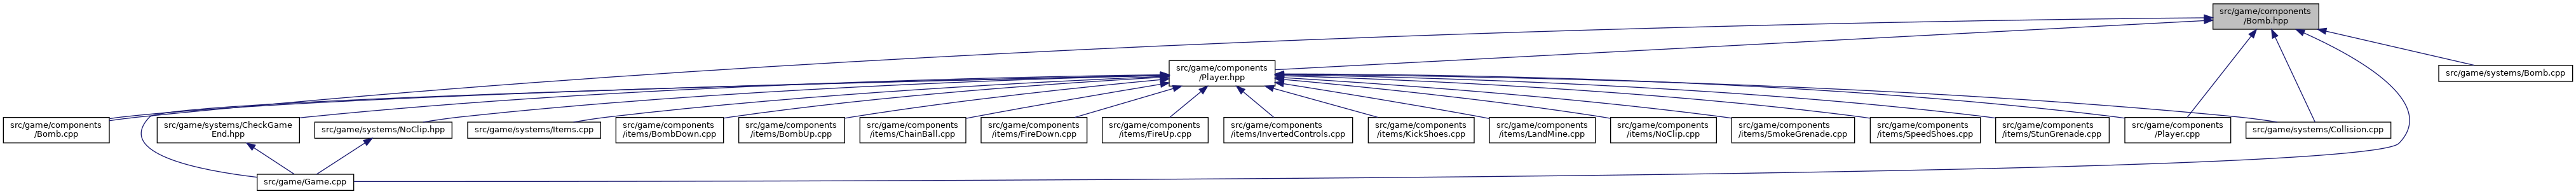 src/game/components
/Bomb.hpp
src/game/components
/Player.hpp
src/game/systems/Bomb.cpp
src/game/components
/Bomb.cpp
src/game/systems/CheckGame
End.hpp
src/game/systems/NoClip.hpp
src/game/systems/Items.cpp
src/game/components
/items/BombDown.cpp
src/game/components
/items/BombUp.cpp
src/game/components
/items/ChainBall.cpp
src/game/components
/items/FireDown.cpp
src/game/components
/items/FireUp.cpp
src/game/components
/items/InvertedControls.cpp
src/game/components
/items/KickShoes.cpp
src/game/components
/items/LandMine.cpp
src/game/components
/items/NoClip.cpp
src/game/components
/items/SmokeGrenade.cpp
src/game/components
/items/SpeedShoes.cpp
src/game/components
/items/StunGrenade.cpp
src/game/components
/Player.cpp
src/game/systems/Collision.cpp
src/game/Game.cpp